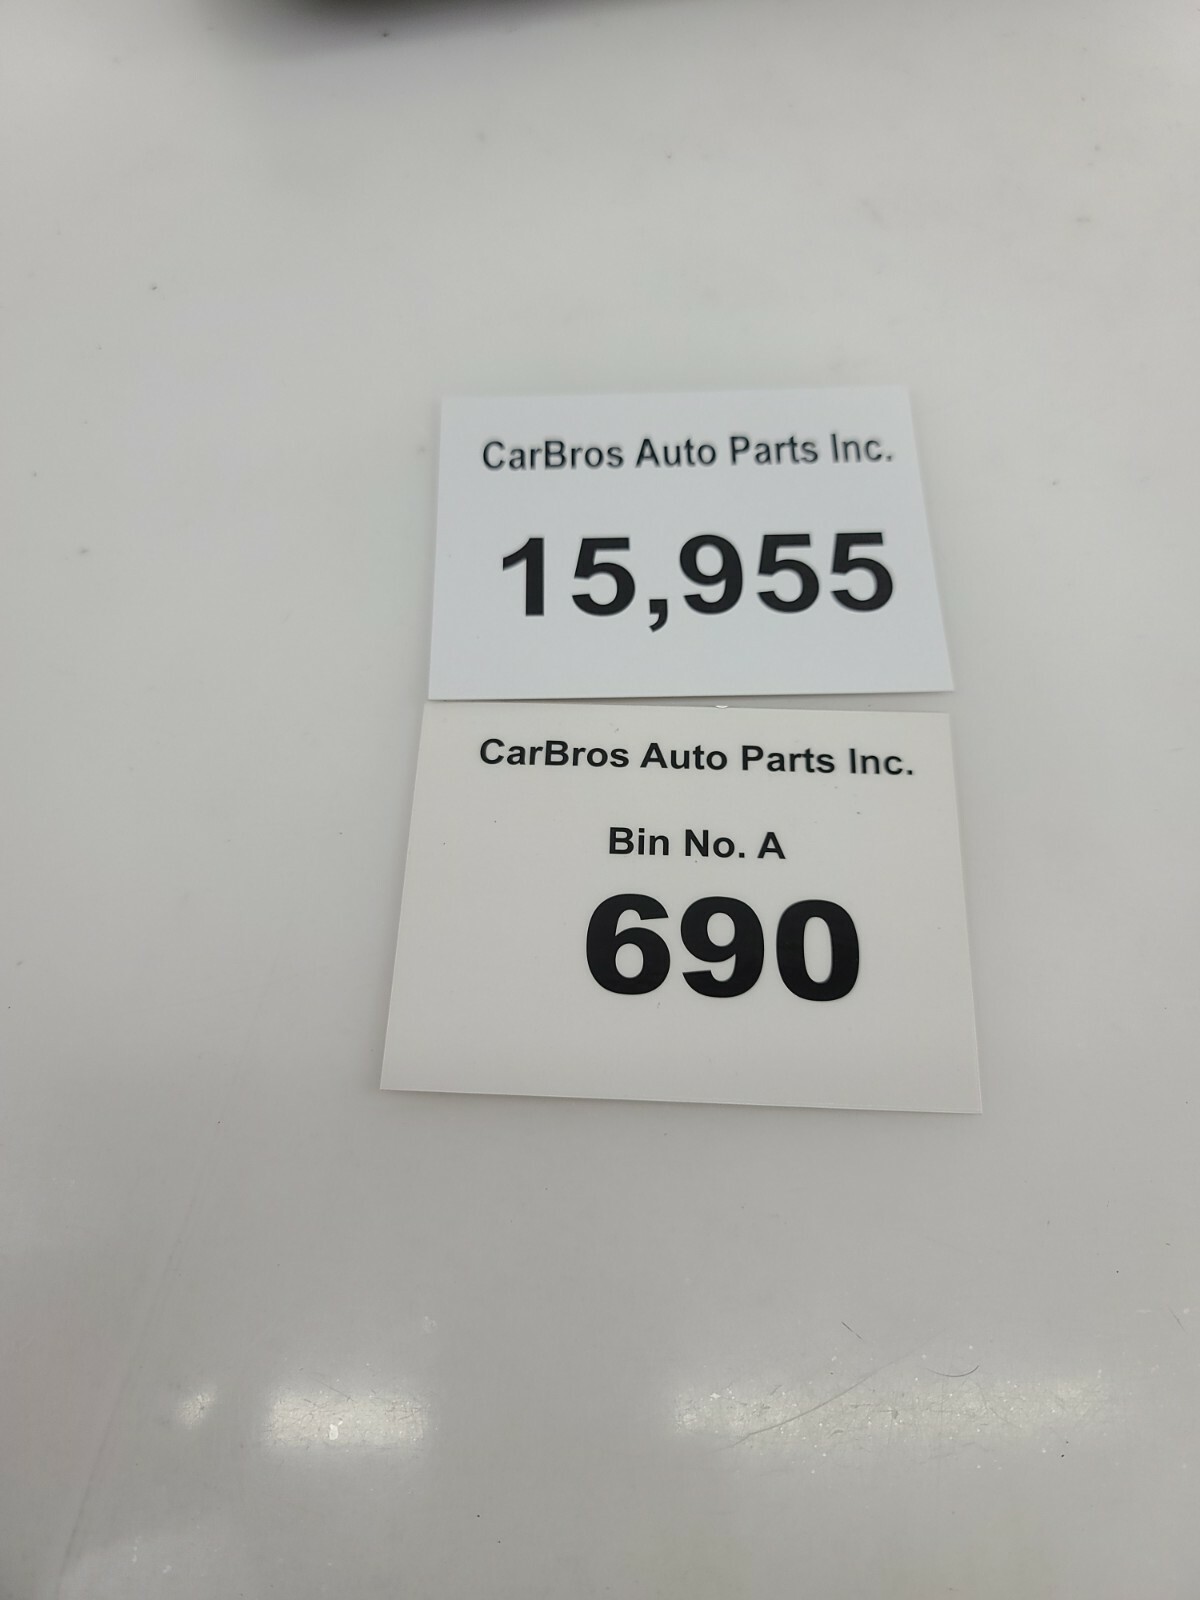 CarBros Auto Parts Inc.
15,955
CarBros Auto Parts Inc.
Bin No. A
690